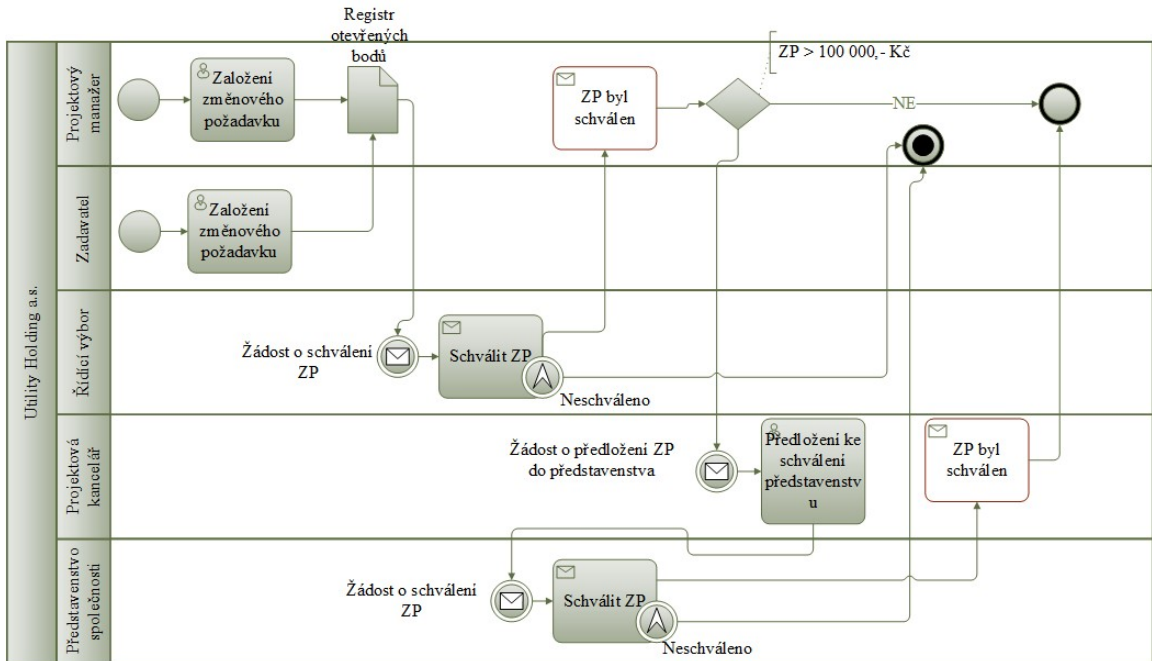 Registr
otevřených
bodů
ZP > 100 000,- Kč
Utility Holding a.s.
Projektový
manažer
Založení
změnového
požadavku
ZP byl
schválen
NE
Zadavatel
Založení
změnového
požadavku
Řídící výbor
Žádost o schválení
ZP
Schválit ZP
Neschváleno
Projektová
kancelář
Žádost o předložení ZP
do představenstva
Předložení ke
schválení
představenstv
u
ZP byl
schválen
Představenstvo
společnosti
Žádost o schválení
ZP
Schválit ZP
Neschváleno